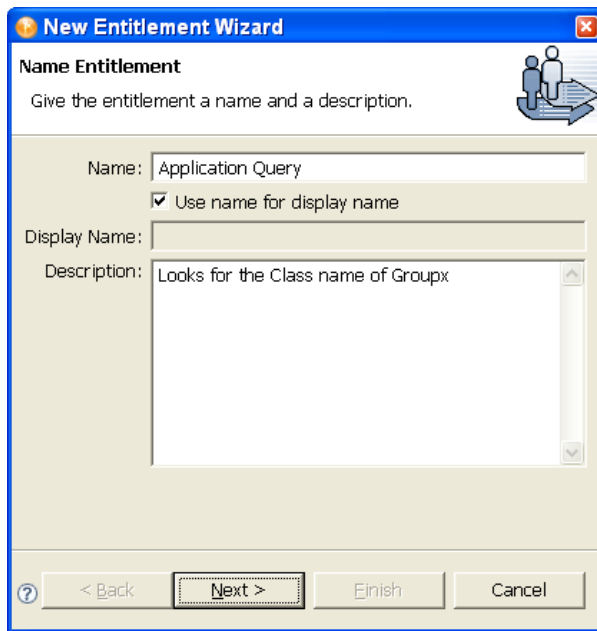 New Entitlement Wizard
Name Entitlement
Give the entitlement a name and a description.
Name: Application Query
Use name for display name
Display Name:
Description: Looks for the Class name of Groupx
? < Back Next > Finish Cancel